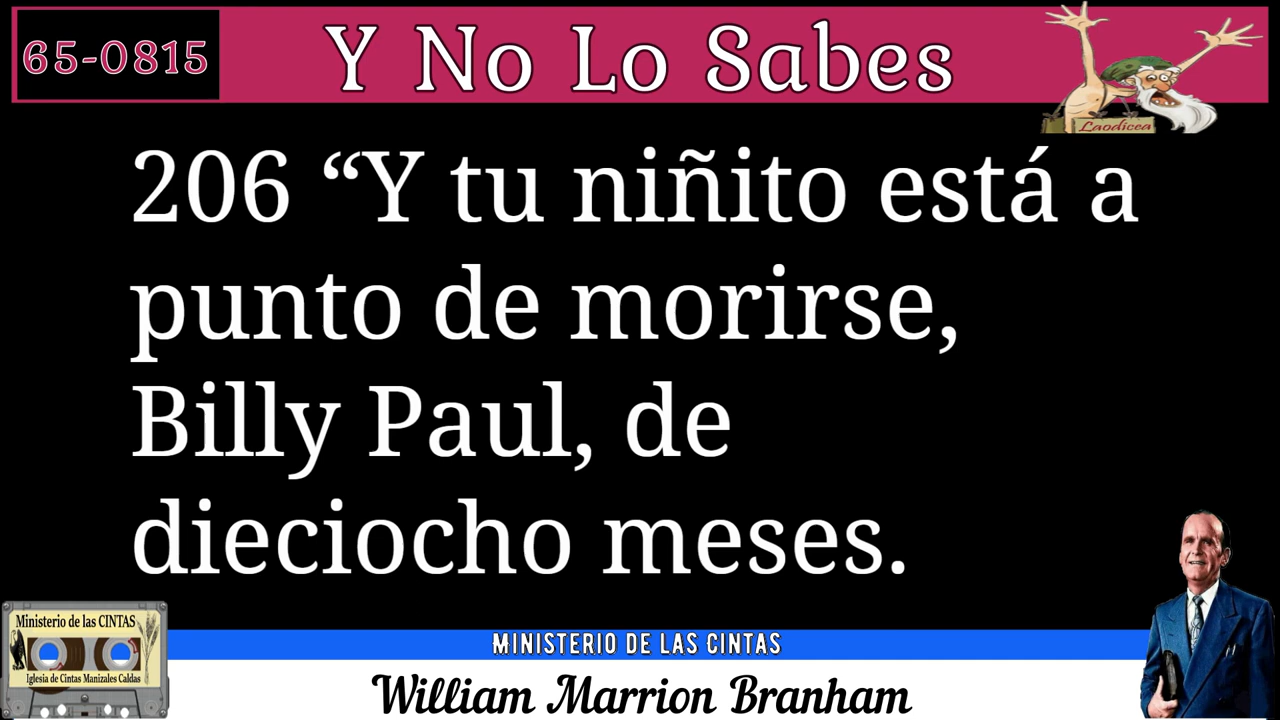 65-0815
Y No Lo Sabes
Laodicea
206 “Y tu niñito está a
punto de morirse,
Billy Paul, de
dieciocho meses.
Ministerio de las CINTAS
Iglesia de Cintas Manizales Caldas
MINISTERIO DE LAS CINTAS
William Marrion Branham